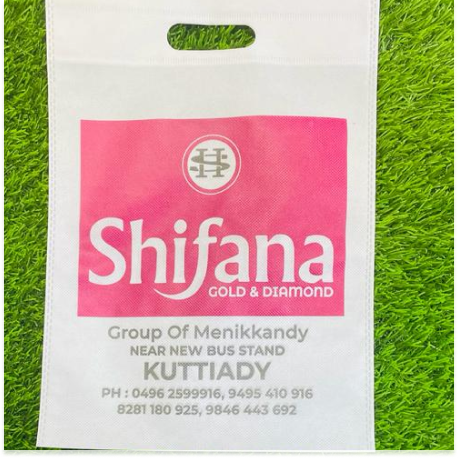 SH
Shifana
GOLD & DIAMOND
Group Of Menikkandy
NEAR NEW BUS STAND
KUTTIADY
PH : 0496 2599916, 9495 410 916
8281 180 925, 9846 443 692